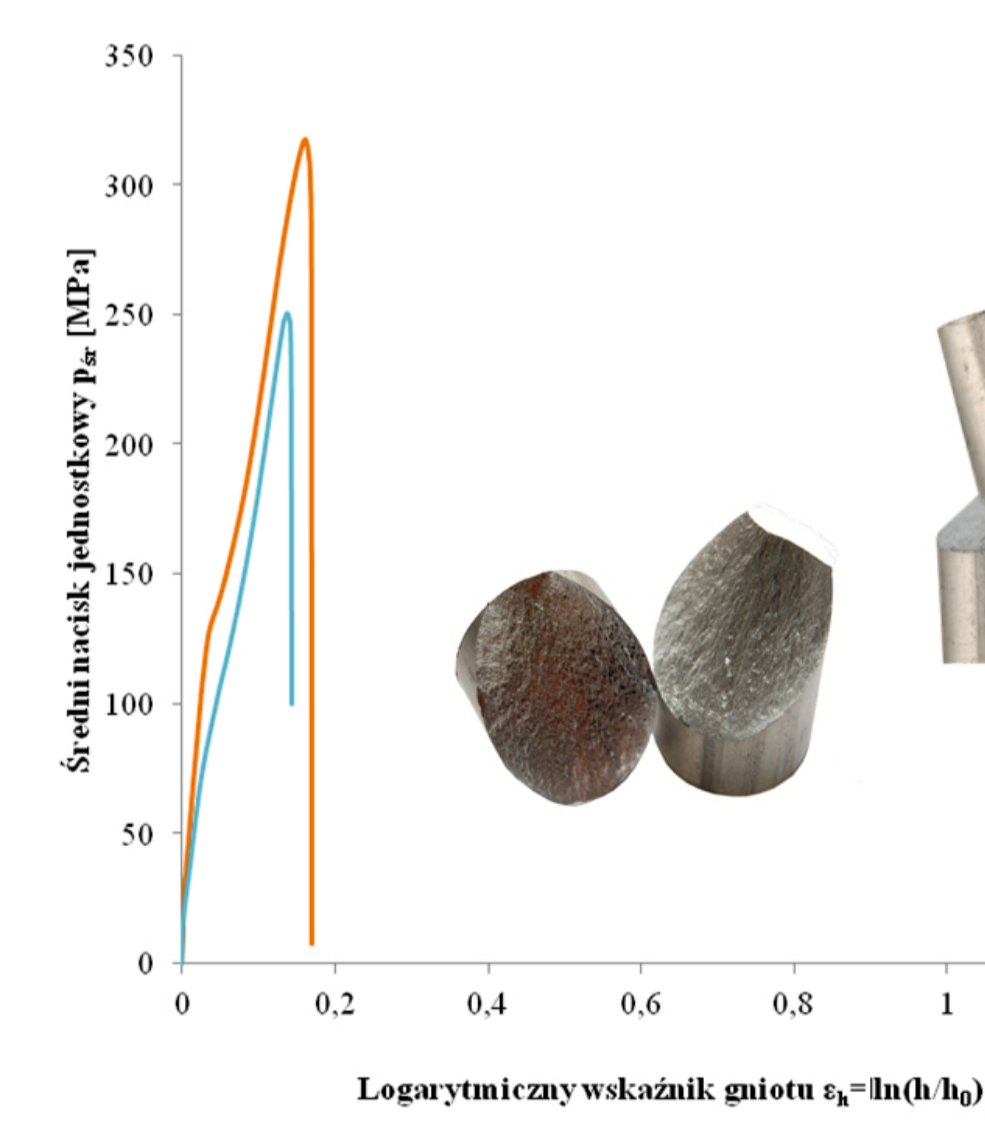 350
300
250
200
150
100
50
0
Średni nacisk jednostkowy pśr [MPa]
0 0,2 0,4 0,6 0,8 1
Logarytmiczny wskaźnik gniotu εh=|ln(h/h0)